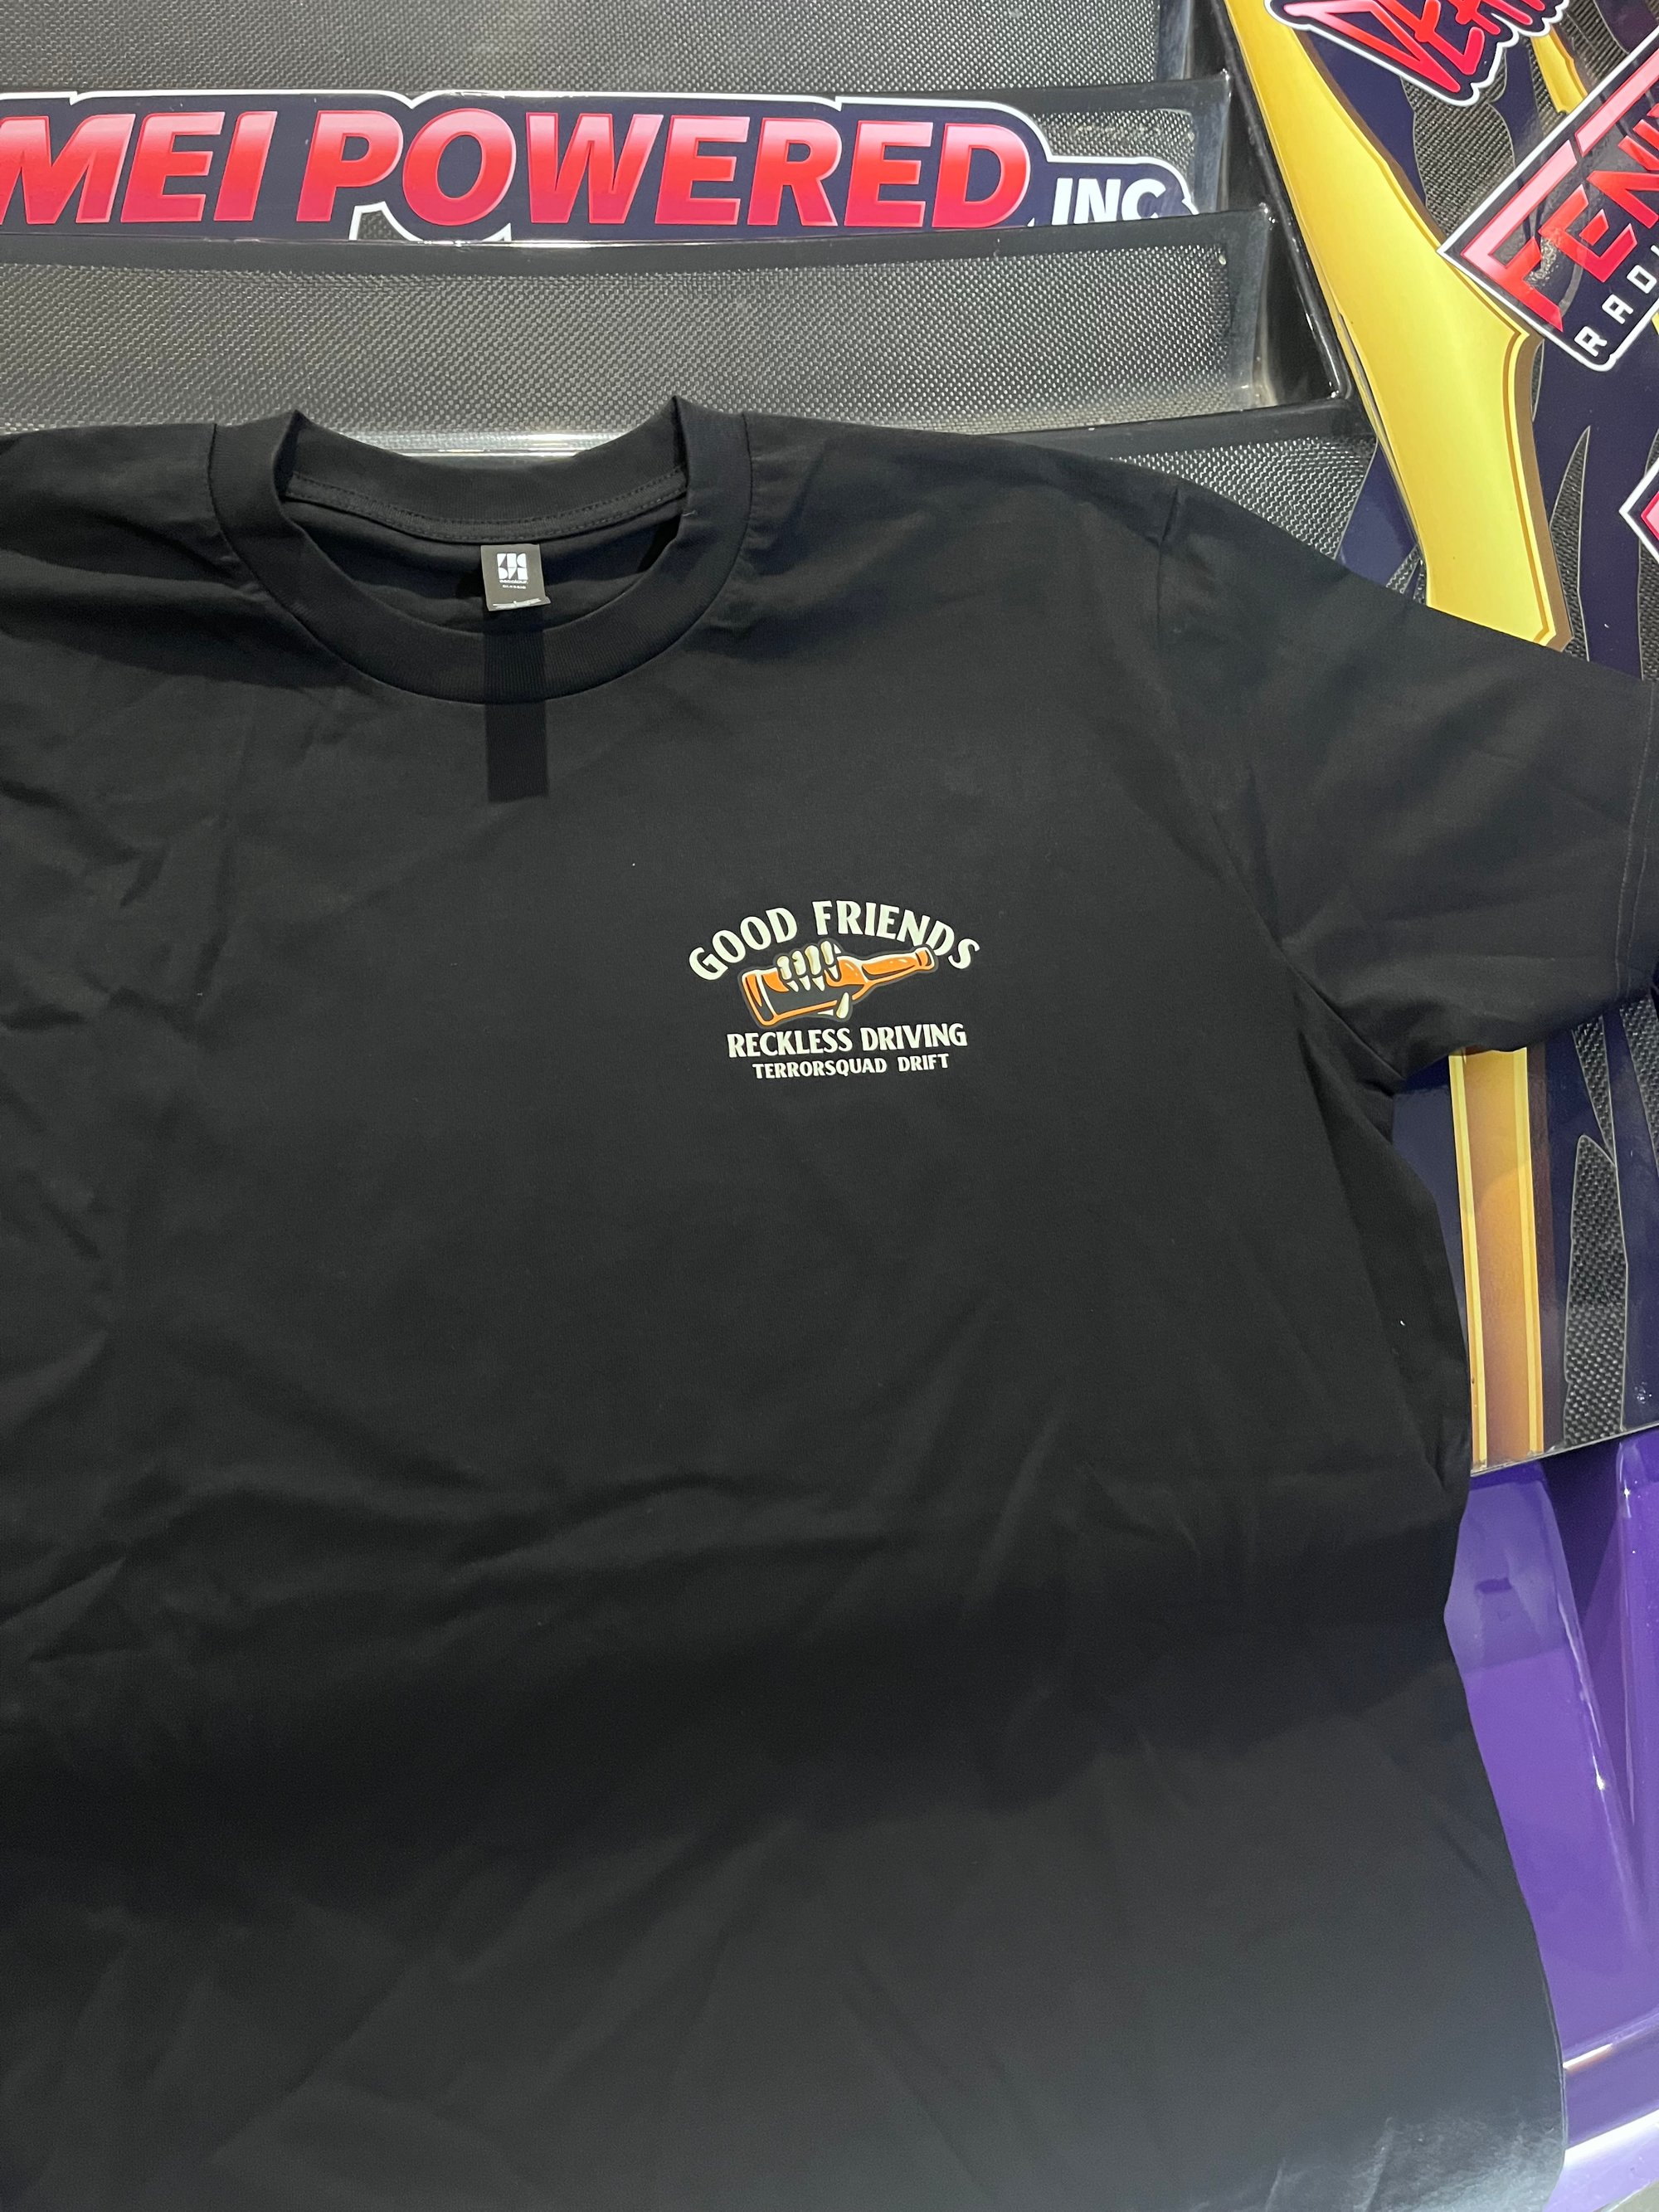 MEI POWERED
INC
GOOD FRIENDS
RECKLESS DRIVING
TERRORSQUAD DRIFT